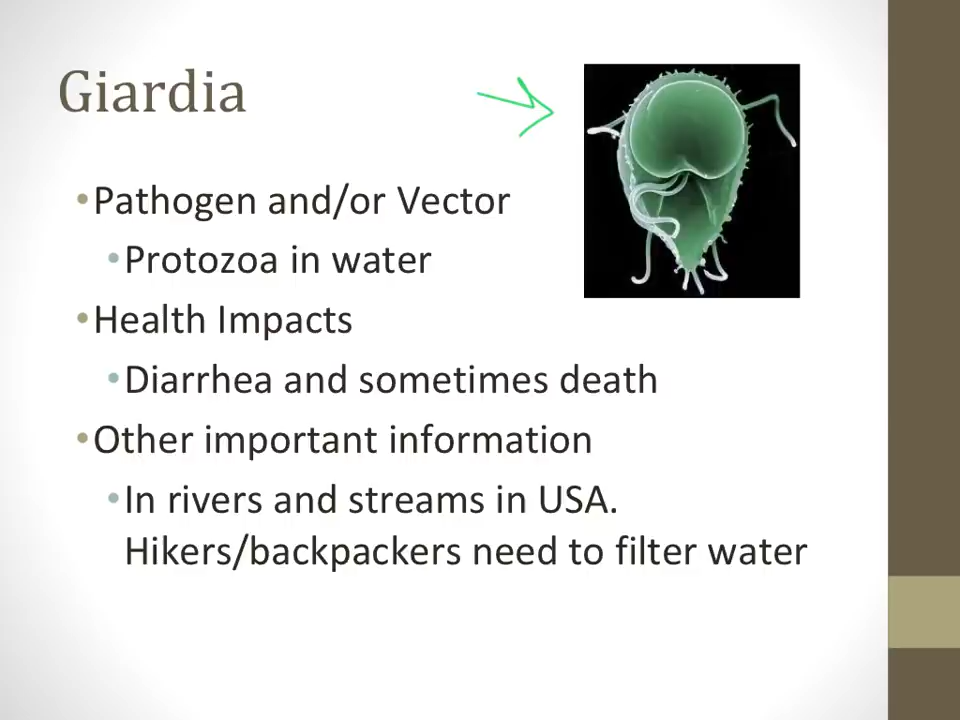 Giardia
•Pathogen and/or Vector
•Protozoa in water
•Health Impacts
•Diarrhea and sometimes death
•Other important information
•In rivers and streams in USA.
Hikers/backpackers need to filter water